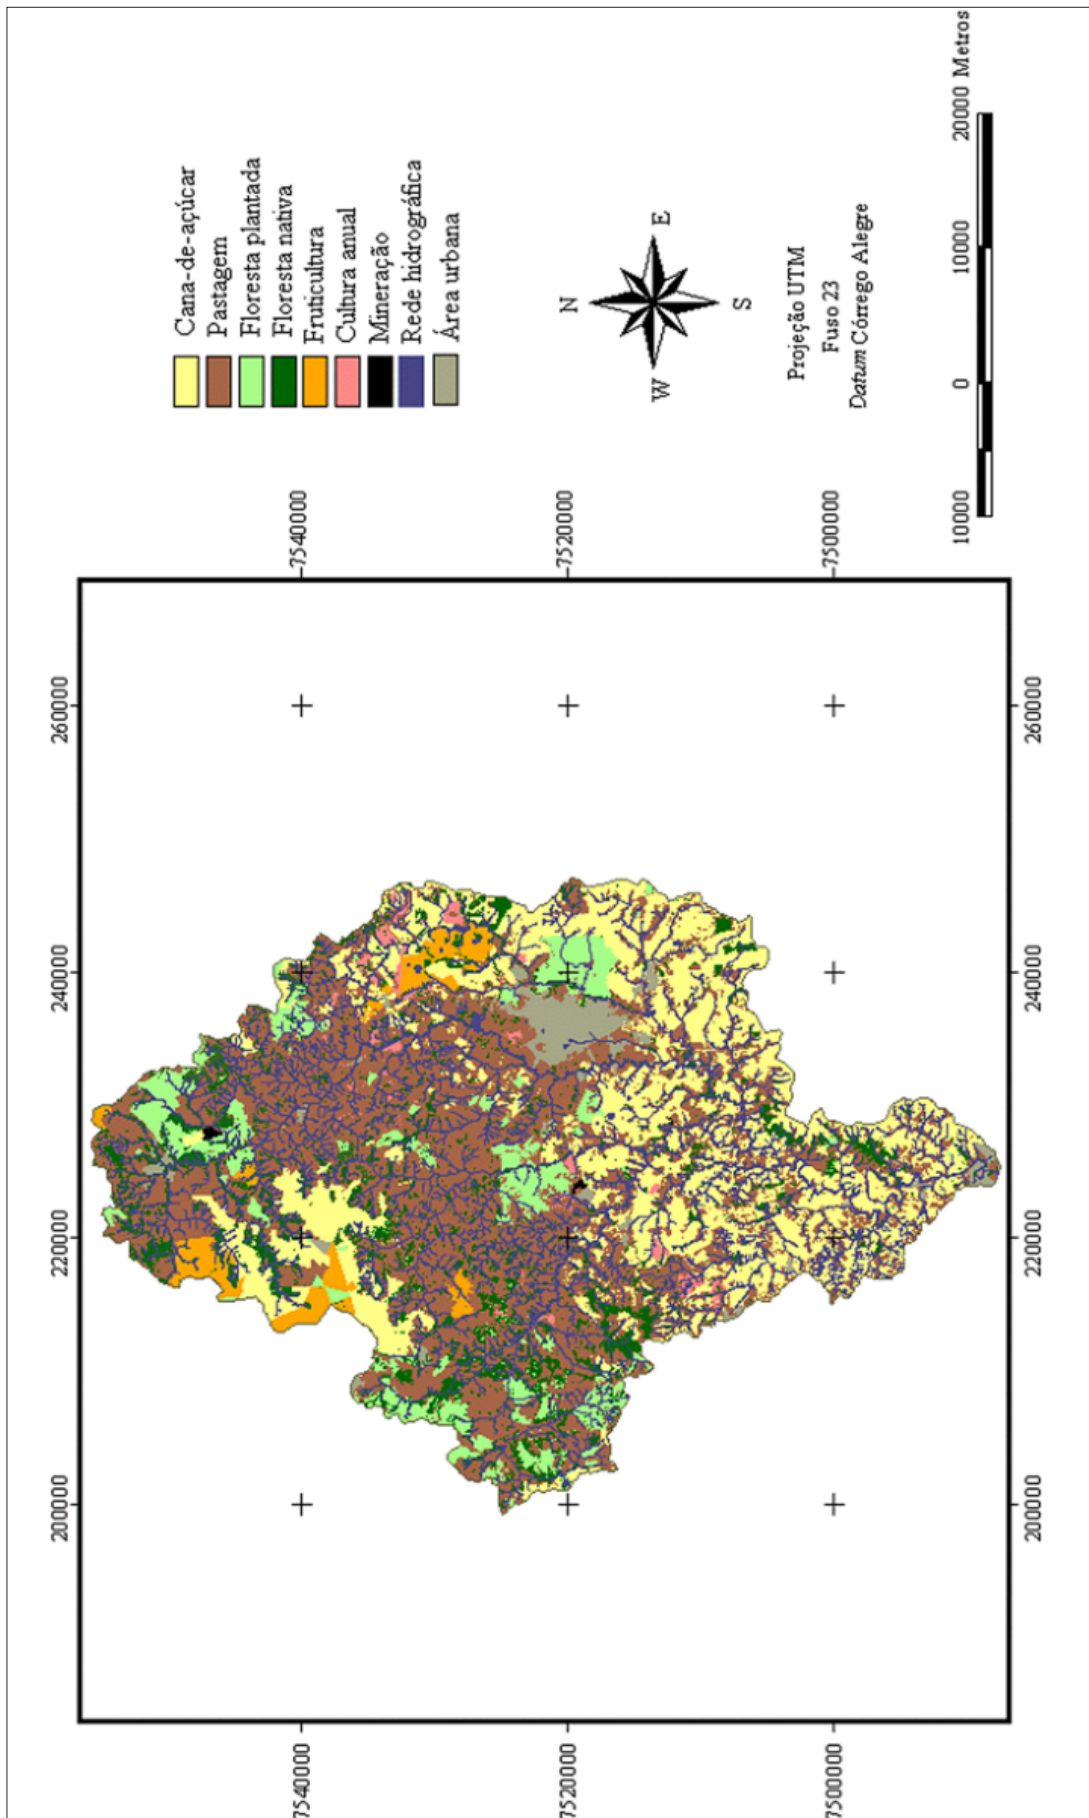 260000
240000
220000
200000
7540000
7520000
7500000
7540000
7520000
7500000
260000
240000
220000
200000
Cana-de-açúcar
Pastagem
Floresta plantada
Floresta nativa
Fruticultura
Cultura anual
Mineração
Rede hidrográfica
Área urbana
N
W
E
S
Projeção UTM
Fuso 23
Datum Córrego Alegre
10000 0 10000 20000 Metros